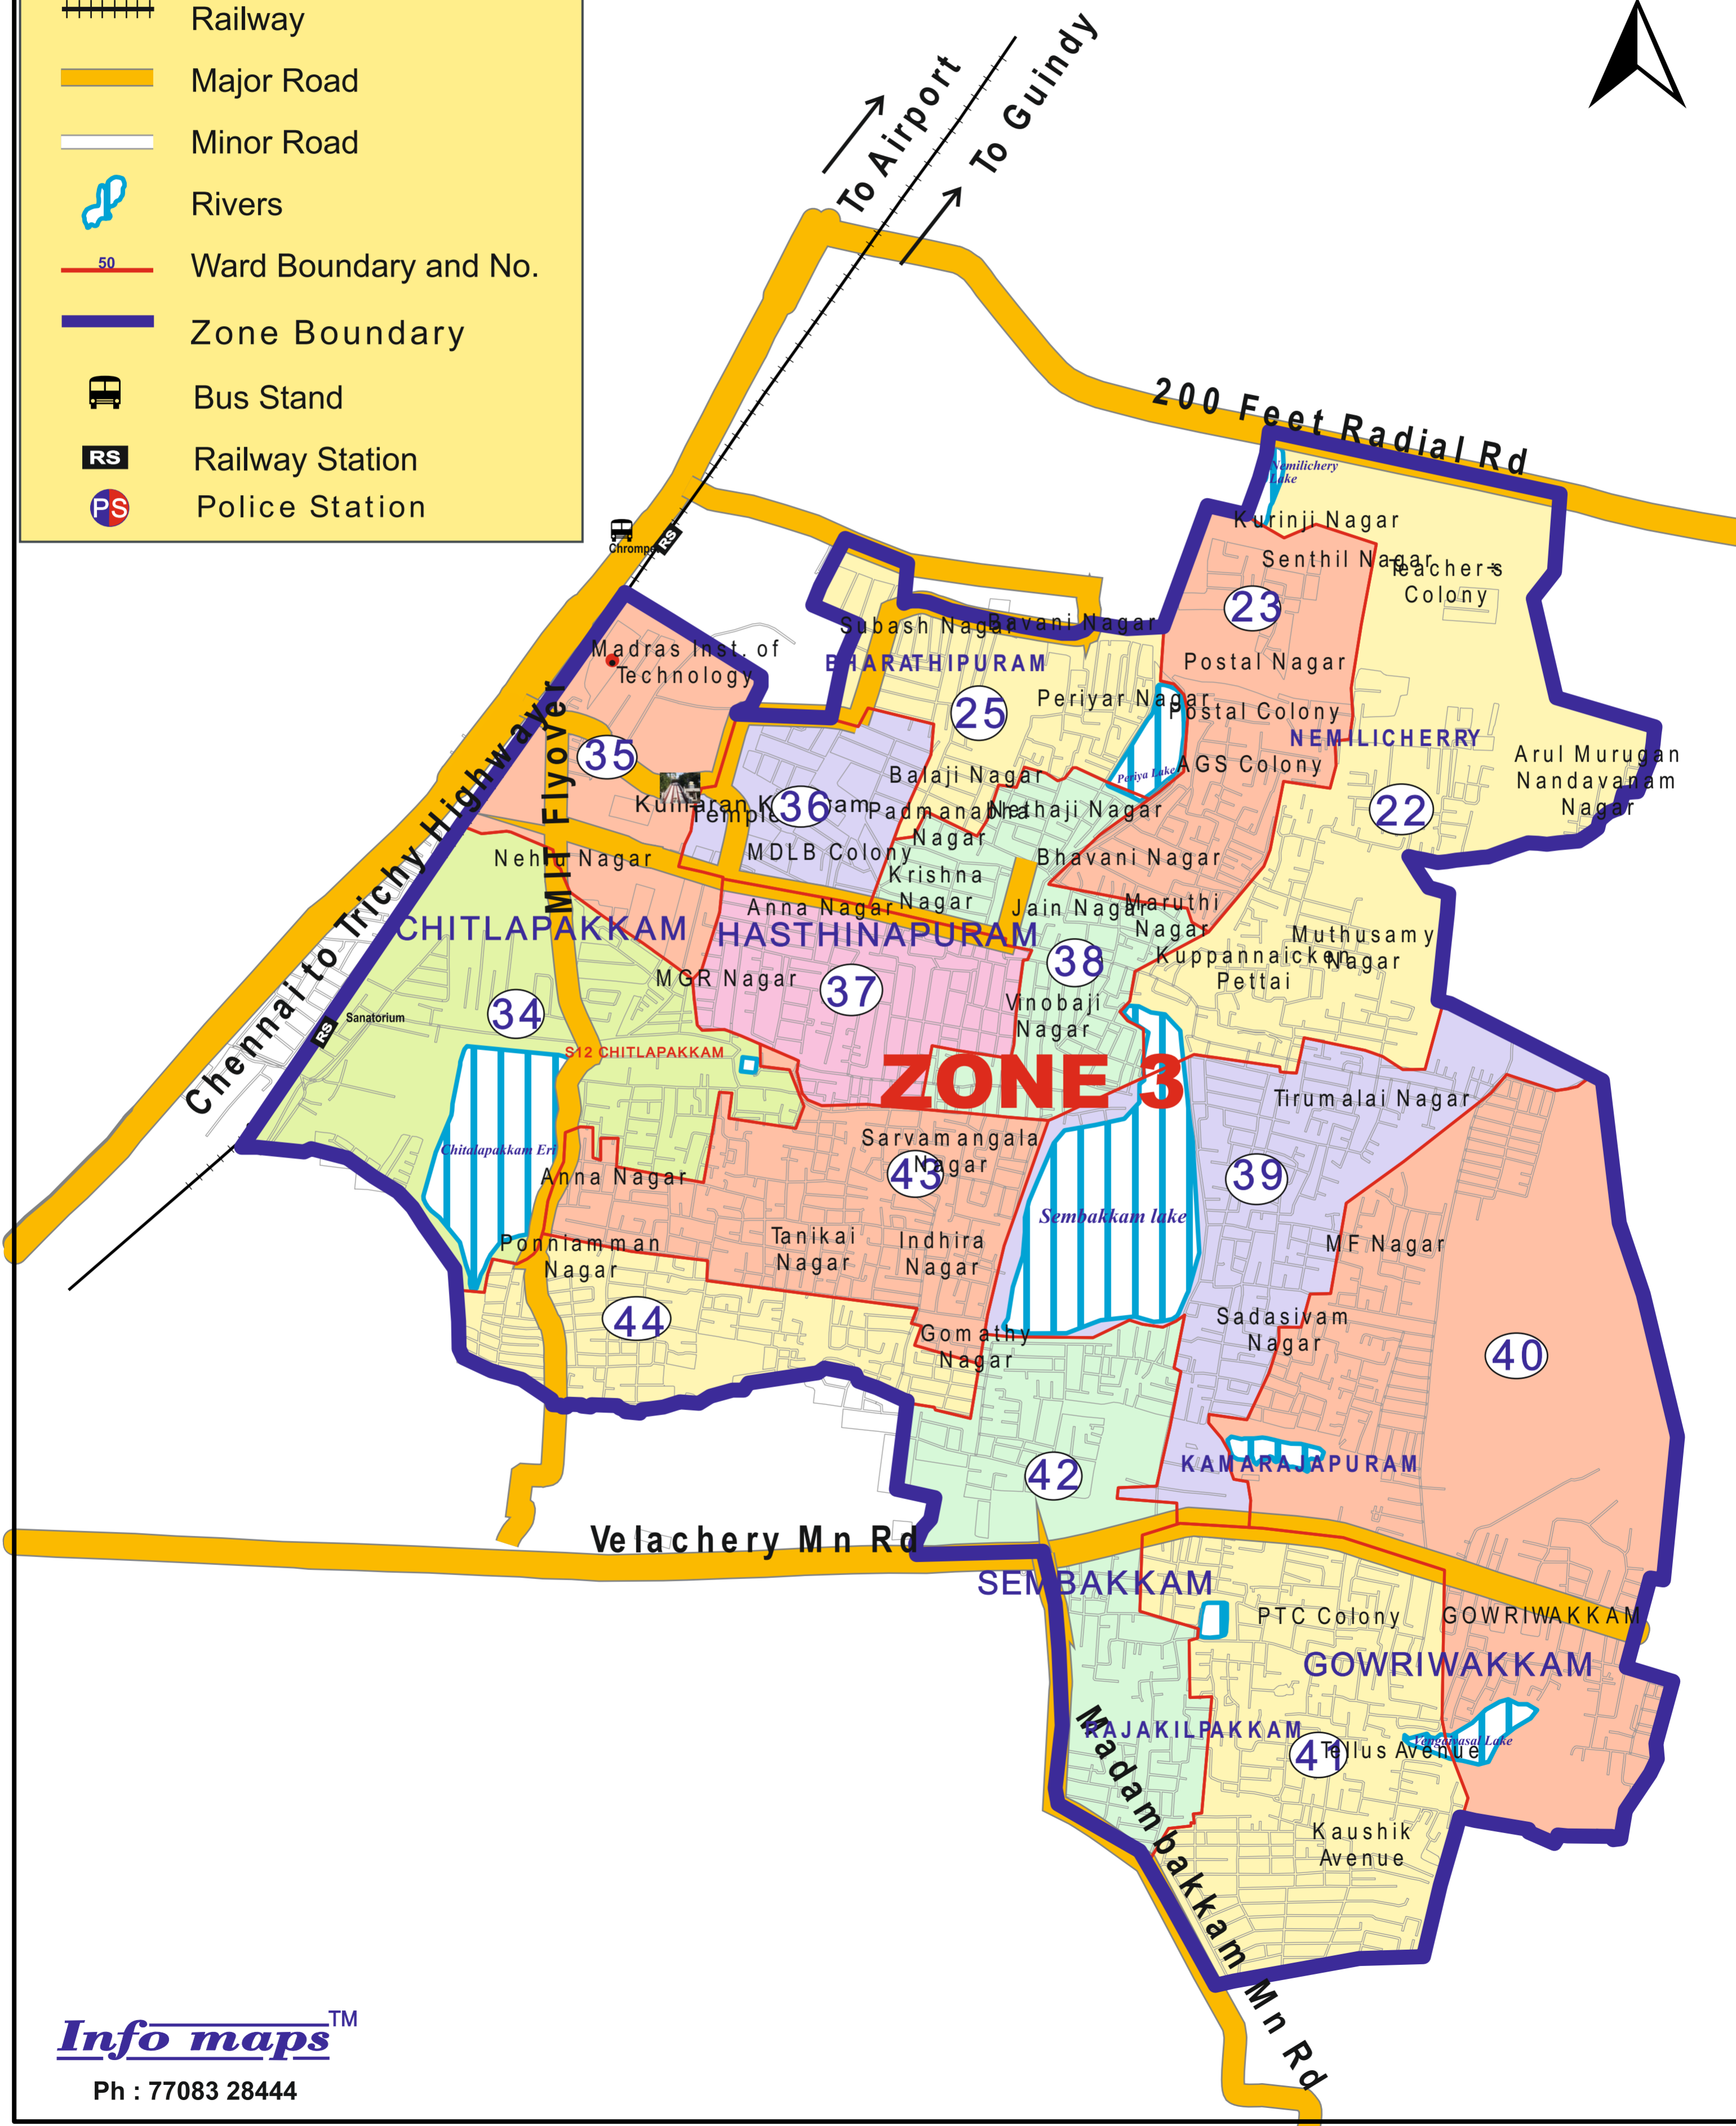 Railway
Major Road
Minor Road
Rivers
50
Ward Boundary and No.
Zone Boundary
Bus Stand
RS
Railway Station
PS
Police Station
To Airport
To Guindy
200 Feet Radial Rd
Nemilichery
Lake
Kurinji Nagar
Senthil Nagar
Teacher-s
Colony
23
RS
Subash Nagar
Bavani Nagar
Madras Inst. of
Technology
BHARATHIPURAM
Postal Nagar
Periyar Nagar
25
Postal Colony
NEMILICHERRY
35
Arul Murugan
Nandavanam
Nagar
AGS Colony
Balaji Nagar
Periya Lake
36
Temple
Padmanabha
Nagar
Nethaji Nagar
22
MIT Flyover
Chennai to Trichy Highwayer
Nehru Nagar
MDLB Colony
Bhavani Nagar
Krishna
Nagar
Anna Nagar
Jain Nagar
Maruthi
Nagar
CHITLAPAKKAM
HASTHINAPURAM
Muthusamy
Nagar
Kuppannaicken
Pettai
38
MGR Nagar
37
34
Vinobaji
Nagar
RS
Sanatorium
S12 CHITLAPAKKAM
ZONE 3
Tirumalai Nagar
Sarvamangala
Nagar
Chitalapakkam Eri
43
39
Anna Nagar
Sembakkam lake
Ponniamman
Nagar
Tanikai
Nagar
Indhira
Nagar
MF Nagar
44
Gomathy
Nagar
Sadasivam
Nagar
40
KAMARAJAPURAM
42
Velachery Mn Rd
SEMBAKKAM
PTC Colony
GOWRIWAKKAM
GOWRIWAKKAM
RAJAKILPAKKAM
41
Tellus Avenue
Vengaivasal Lake
Kaushik
Avenue
Madambakkam Mn Rd
Info maps TM
Ph : 77083 28444